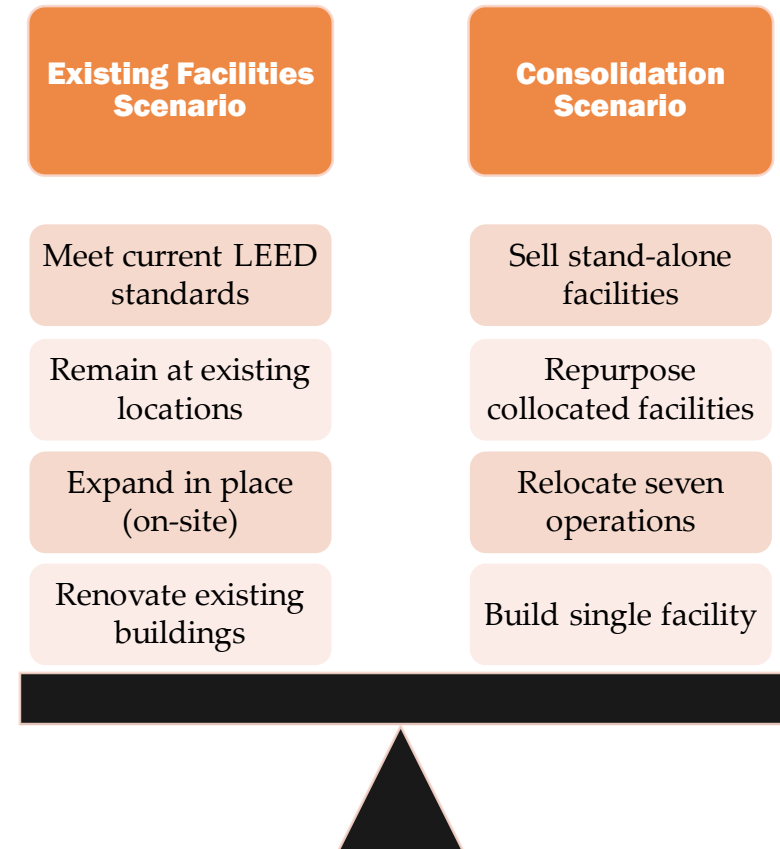 Existing Facilities
Scenario
Consolidation
Scenario
Meet current LEED
standards
Remain at existing
locations
Expand in place
(on-site)
Renovate existing
buildings
Sell stand-alone
facilities
Repurpose
collocated facilities
Relocate seven
operations
Build single facility